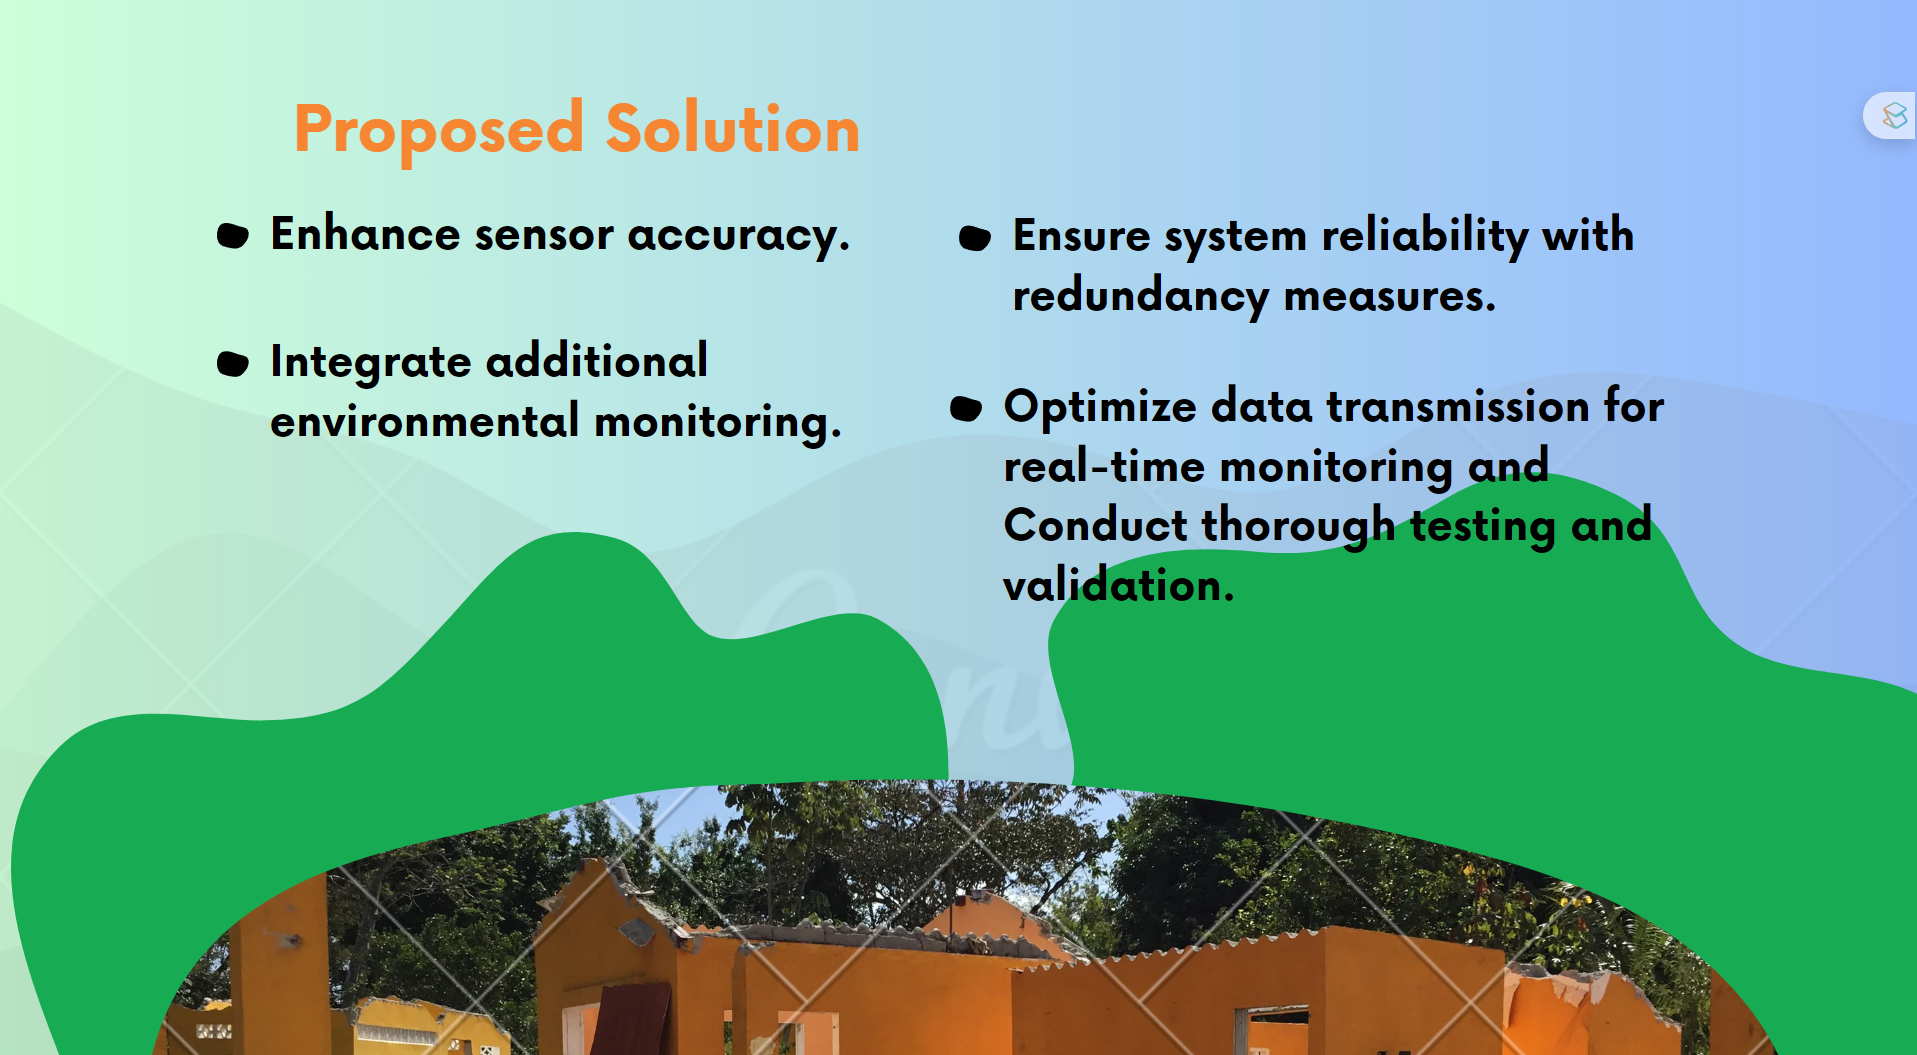 Proposed Solution
Enhance sensor accuracy.
Integrate additional
environmental monitoring.
Ensure system reliability with
redundancy measures.
Optimize data transmission for
real-time monitoring and
Conduct thorough testing and
validation.